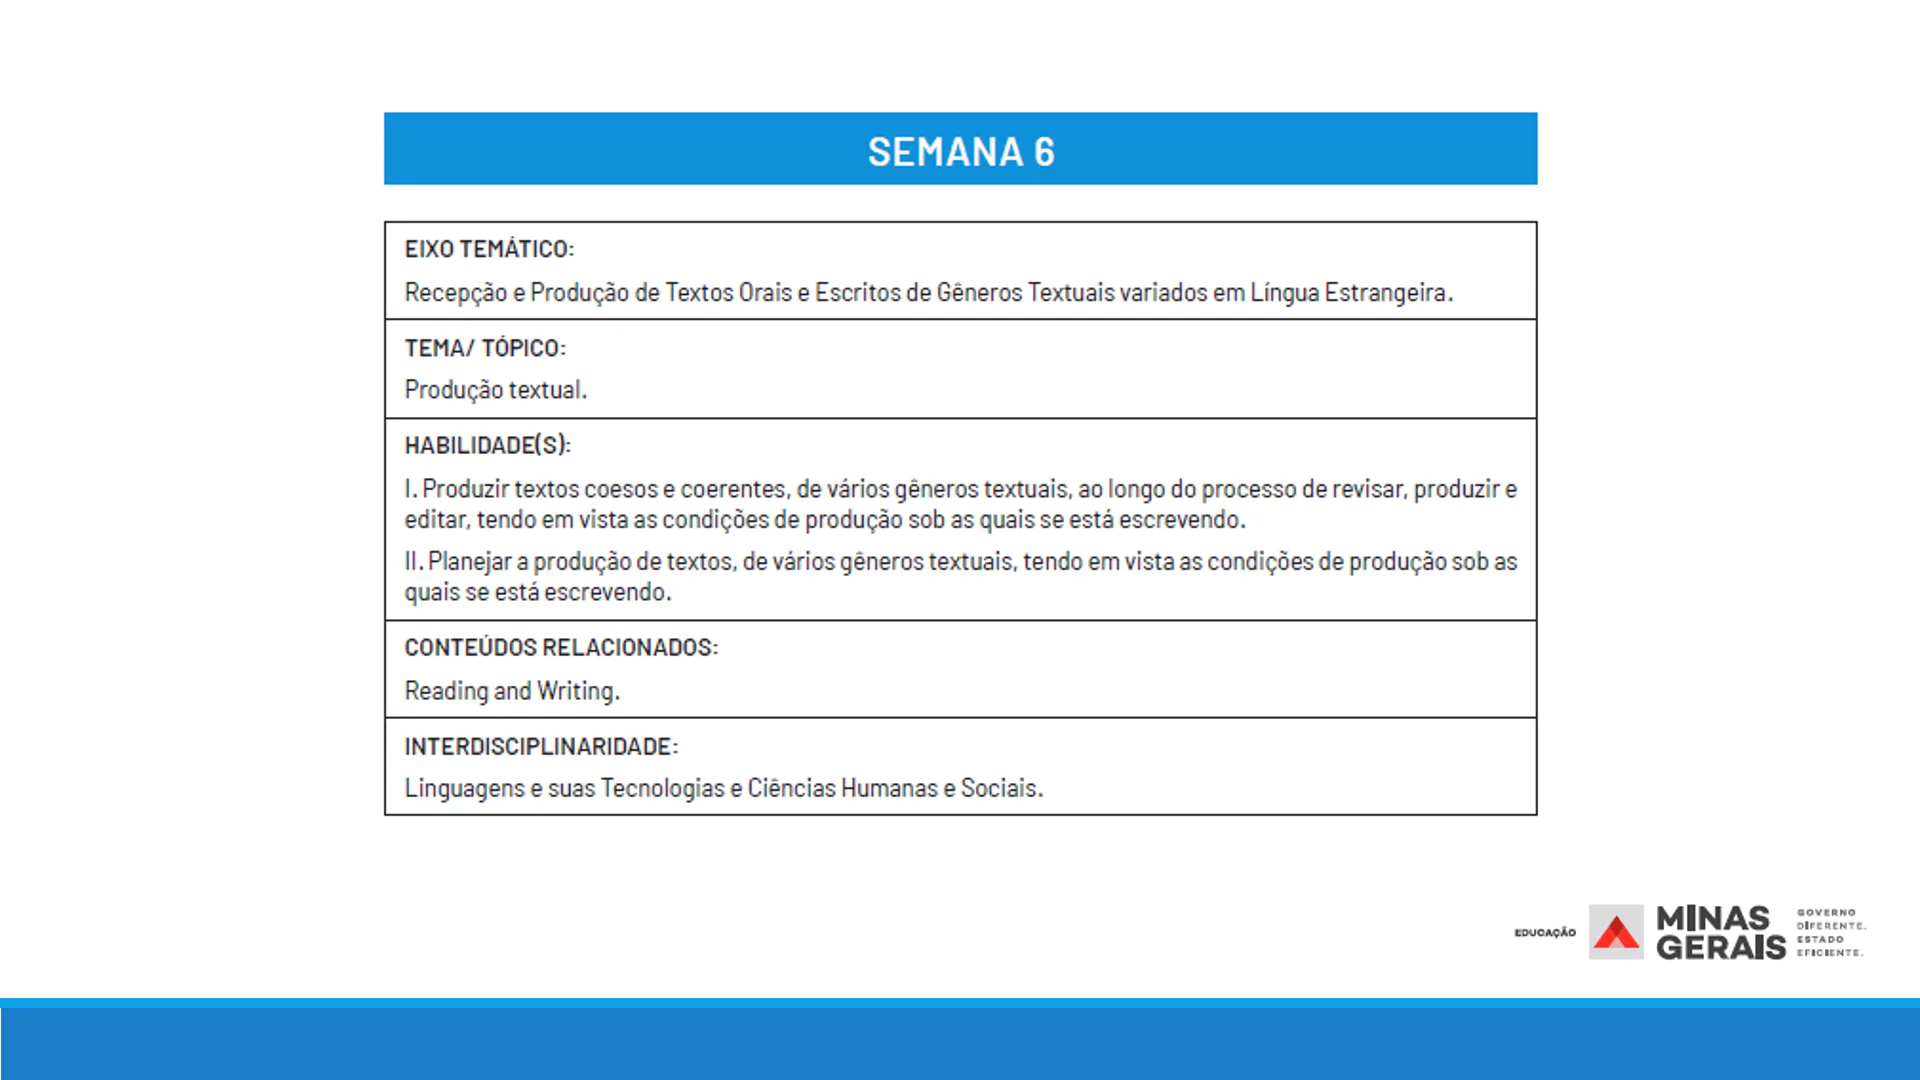 SEMANA 6
EIXO TEMÁTICO:
Recepção e Produção de Textos Orais e Escritos de Gêneros Textuais variados em Língua Estrangeira.
TEMA/ TÓPICO:
Produção textual.
HABILIDADE(S):
I. Produzir textos coesos e coerentes, de vários gêneros textuais, ao longo do processo de revisar, produzir e
editar, tendo em vista as condições de produção sob as quais se está escrevendo.
II. Planejar a produção de textos, de vários gêneros textuais, tendo em vista as condições de produção sob as
quais se está escrevendo.
CONTEÚDOS RELACIONADOS:
Reading and Writing.
INTERDISCIPLINARIDADE:
Linguagens e suas Tecnologias e Ciências Humanas e Sociais.
EDUCAÇÃO
MINAS
GERAIS
GOVERNO
DIFERENTE.
ESTADO
EFICIENTE.